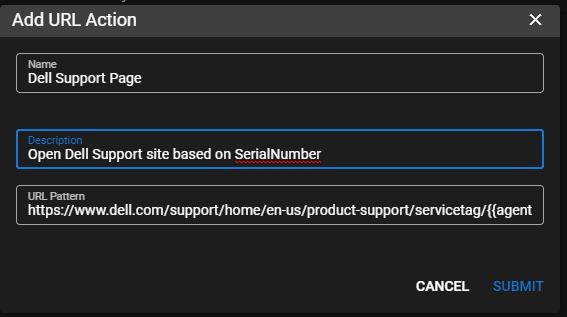 Add URL Action
Name
Dell Support Page
Description
Open Dell Support site based on SerialNumber
URL Pattern
https://www.dell.com/support/home/en-us/product-support/servicetag/{{agent
CANCEL
SUBMIT